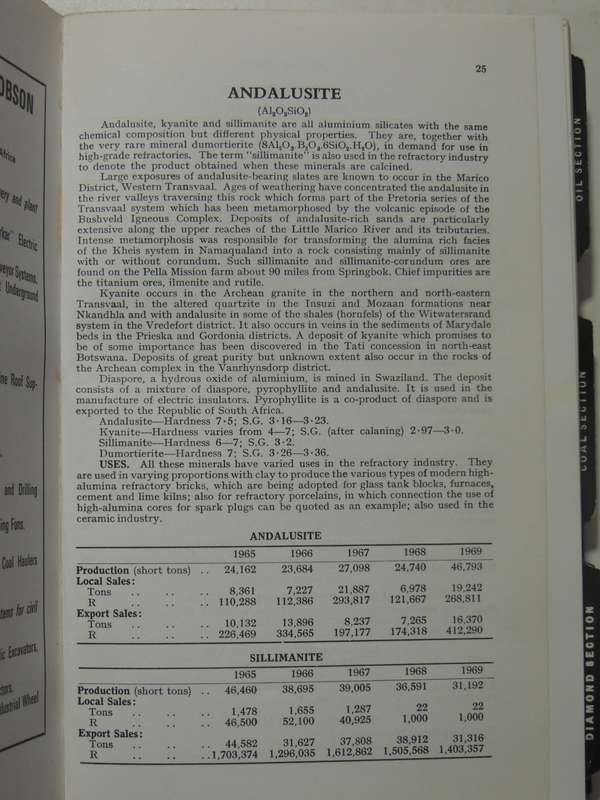 OBSON
Africa
ery and plant
Electric
veyor Systems,
Underground
ine Roof Sup-
and Drilling
ing Fans.
Coal Haulers
tems for civil
ic Excavators,
ctors.
dustrial Wheel
25
ANDALUSITE
(Al₂O₃SiO₂)
Andalusite, kyanite and sillimanite are all aluminium silicates with the same
chemical composition but different physical properties. They are, together with
the very rare mineral dumortierite (8Al₂O₃.B₂O₃.6SiO₂.H₂O), in demand for use in
high-grade refractories. The term "sillimanite" is also used in the refractory industry
to denote the product obtained when these minerals are calcined.
Large exposures of andalusite-bearing slates are known to occur in the Marico
District, Western Transvaal. Ages of weathering have concentrated the andalusite in
the river valleys traversing this rock which forms part of the Pretoria series of the
Transvaal system which has been metamorphosed by the volcanic episode of the
Bushveld Igneous Complex. Deposits of andalusite-rich sands are particularly
extensive along the upper reaches of the Little Marico River and its tributaries.
Intense metamorphosis was responsible for transforming the alumina rich facies
of the Kheis system in Namaqualand into a rock consisting mainly of sillimanite
with or without corundum. Such sillimanite and sillimanite-corundum ores are
found on the Pella Mission farm about 90 miles from Springbok. Chief impurities are
the titanium ores, ilmenite and rutile.
Kyanite occurs in the Archean granite in the northern and north-eastern
Transvaal, in the altered quartzite in the Insuzi and Mozaan formations near
Nkandhla and with andalusite in some of the shales (hornfels) of the Witwatersrand
system in the Vredefort district. It also occurs in veins in the sediments of Marydale
beds in the Prieska and Gordonia districts. A deposit of kyanite which promises to
be of some importance has been discovered in the Tati concession in north-east
Botswana. Deposits of great purity but unknown extent also occur in the rocks of
the Archean complex in the Vanrhynsdorp district.
Diaspore, a hydrous oxide of aluminium, is mined in Swaziland. The deposit
consists of a mixture of diaspore, pyrophyllite and andalusite. It is used in the
manufacture of electric insulators. Pyrophyllite is a co-product of diaspore and is
exported to the Republic of South Africa.
Andalusite—Hardness 7·5; S.G. 3·16—3·23.
Kyanite—Hardness varies from 4—7; S.G. (after calaning) 2·97—3·0.
Sillimanite—Hardness 6—7; S.G. 3·2.
Dumortierite—Hardness 7; S.G. 3·26—3·36.
USES. All these minerals have varied uses in the refractory industry. They
are used in varying proportions with clay to produce the various types of modern high-
alumina refractory bricks, which are being adopted for glass tank blocks, furnaces,
cement and lime kilns; also for refractory porcelains, in which connection the use of
high-alumina cores for spark plugs can be quoted as an example; also used in the
ceramic industry.
ANDALUSITE
1965 1966 1967 1968 1969
Production (short tons) .. 24,162 23,684 27,098 24,740 46,793
Local Sales:
Tons .. .. .. 8,361 7,227 21,887 6,978 19,242
R .. .. .. 110,288 112,386 293,817 121,667 268,811
Export Sales:
Tons .. .. .. 10,132 13,896 8,237 7,265 16,370
R .. .. .. 226,469 334,565 197,177 174,318 412,290
SILLIMANITE
1965 1966 1967 1968 1969
Production (short tons) .. 46,460 38,695 39,005 36,591 31,192
Local Sales:
Tons .. .. .. 1,478 1,655 1,287 22 22
R .. .. .. 46,500 52,100 40,925 1,000 1,000
Export Sales:
Tons .. .. .. 44,582 31,627 37,808 38,912 31,316
R .. .. .. 1,703,374 1,296,035 1,612,862 1,505,568 1,403,357
OIL SECTION
COAL SECTION
DIAMOND SECTION